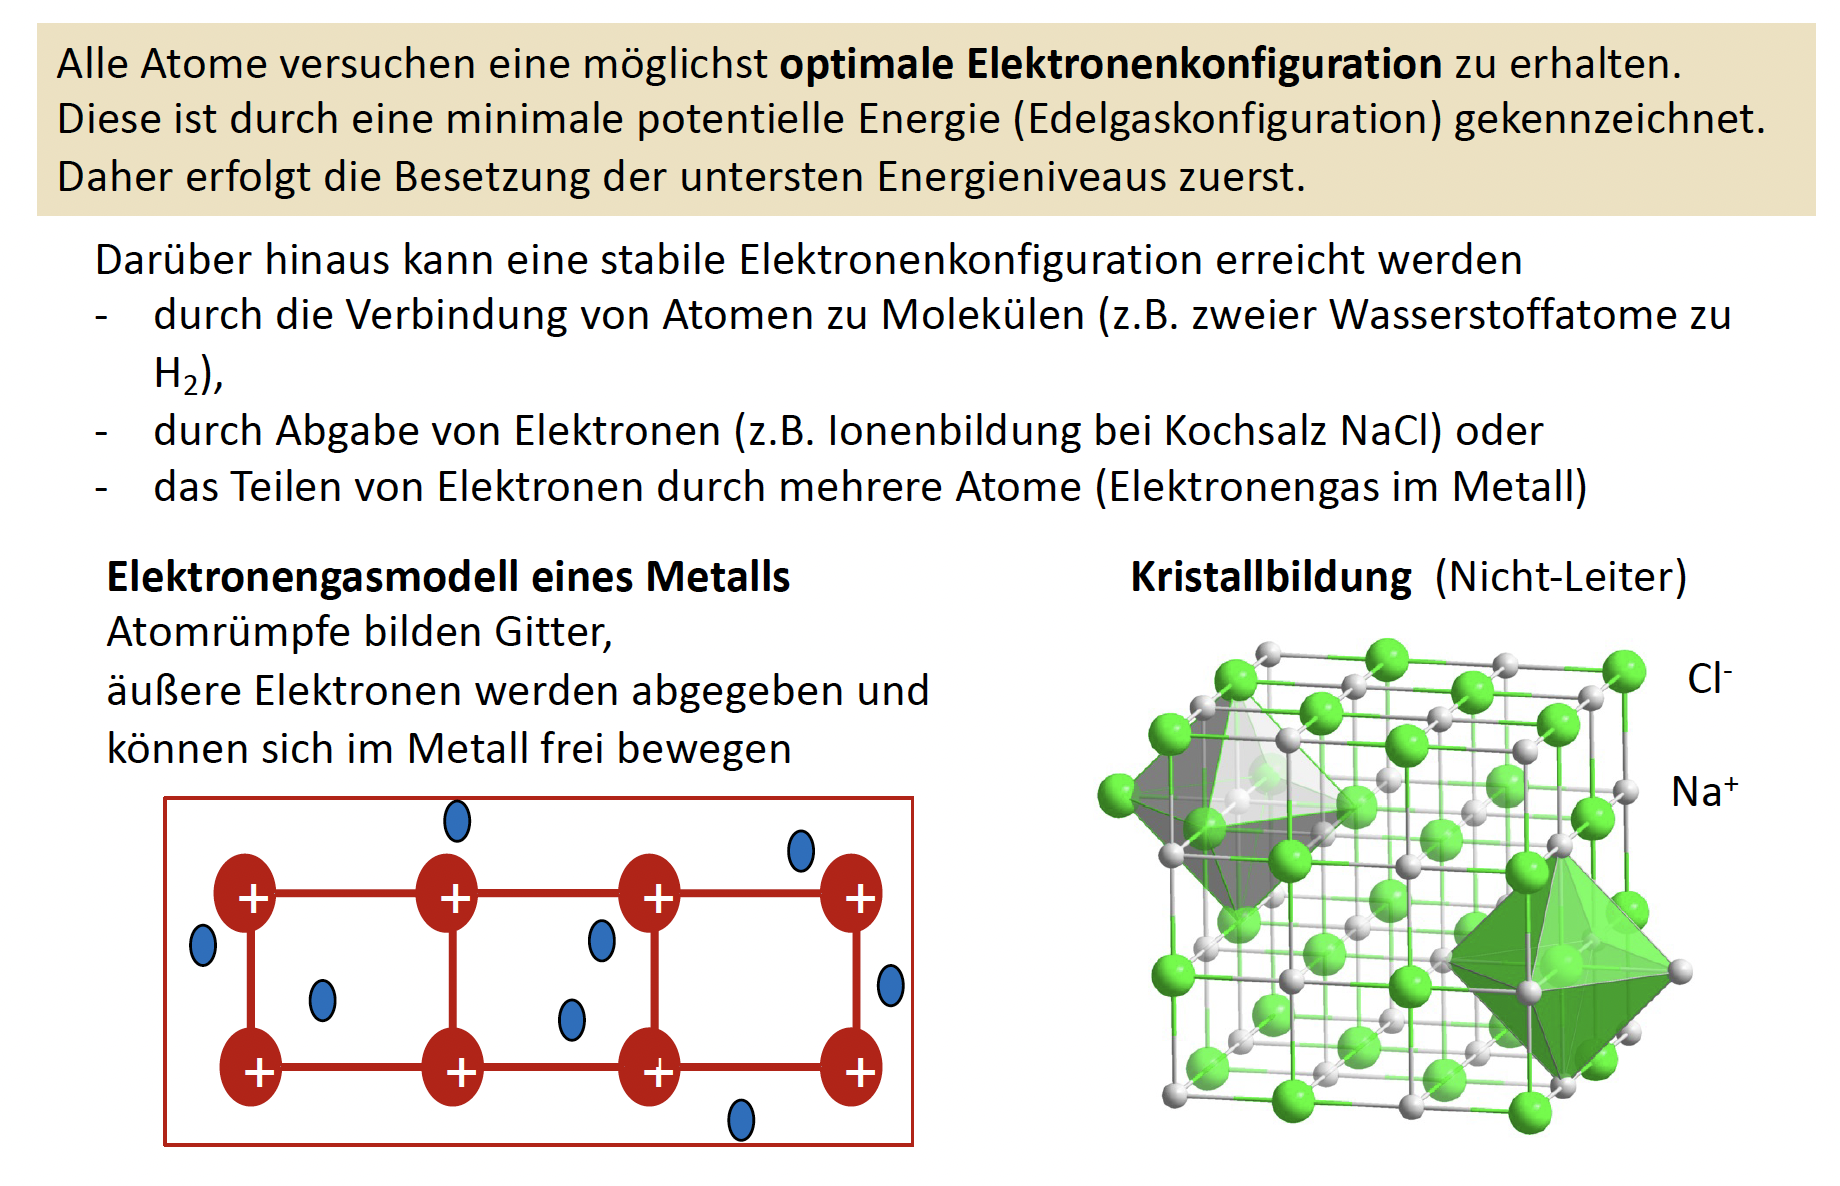 Alle Atome versuchen eine möglichst optimale Elektronenkonfiguration zu erhalten.
Diese ist durch eine minimale potentielle Energie (Edelgaskonfiguration) gekennzeichnet.
Daher erfolgt die Besetzung der untersten Energieniveaus zuerst.
Darüber hinaus kann eine stabile Elektronenkonfiguration erreicht werden
- durch die Verbindung von Atomen zu Molekülen (z.B. zweier Wasserstoffatome zu
H₂),
- durch Abgabe von Elektronen (z.B. Ionenbildung bei Kochsalz NaCl) oder
- das Teilen von Elektronen durch mehrere Atome (Elektronengas im Metall)
Elektronengasmodell eines Metalls
Atomrümpfe bilden Gitter,
äußere Elektronen werden abgegeben und
können sich im Metall frei bewegen
+ + + +
+ + + +
Kristallbildung (Nicht-Leiter)
Cl⁻
Na⁺